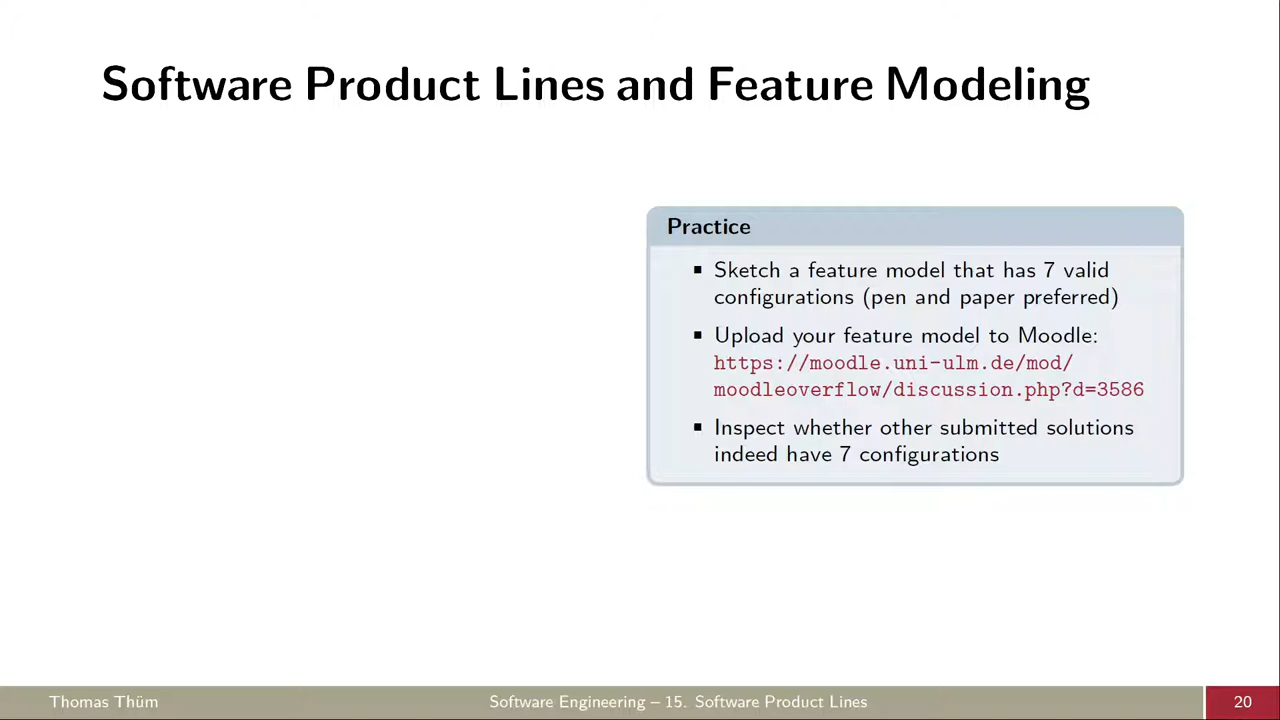 Software Product Lines and Feature Modeling
Practice
▪ Sketch a feature model that has 7 valid
configurations (pen and paper preferred)
▪ Upload your feature model to Moodle:
https://moodle.uni-ulm.de/mod/
moodleoverflow/discussion.php?d=3586
▪ Inspect whether other submitted solutions
indeed have 7 configurations
Thomas Thüm
Software Engineering – 15. Software Product Lines
20